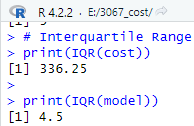 R 4.2.2 · E:/3067_cost/
> # Interquartile Range
> print(IQR(cost))
[1] 336.25
>
> print(IQR(model))
[1] 4.5